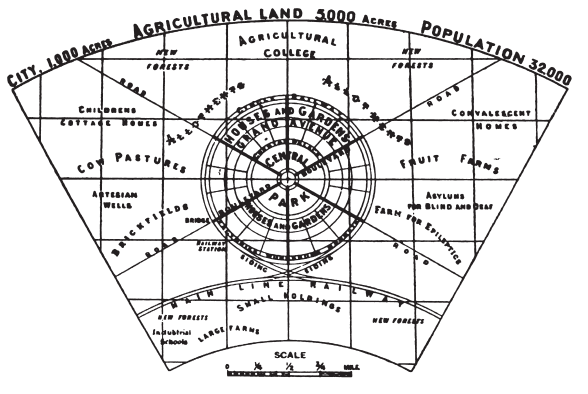 CITY, 1,000 ACRES AGRICULTURAL LAND 5,000 ACRES POPULATION 32,000
NEW FORESTS
AGRICULTURAL COLLEGE
NEW FORESTS
ROAD
ALLOTMENTS
ALLOTMENTS
ROAD
CHILDRENS COTTAGE HOMES
HOUSES AND GARDENS
GRAND AVENUE
CONVALESCENT HOMES
COW PASTURES
CENTRAL PARK
BOULEVARD
FRUIT FARMS
ARTESIAN WELLS
BOULEVARD
ASYLUMS FOR BLIND AND DEAF
BRICKFIELDS
BRIDGE
HOUSES AND GARDENS
FARM FOR EPILEPTICS
ROAD
RAILWAY STATION
ROAD
SIDING
SIDING
MAIN LINE RAILWAY
SMALL HOLDINGS
NEW FORESTS
NEW FORESTS
Industrial Schools
LARGE FARMS
SCALE
0 1/4 1/2 3/4 MILE